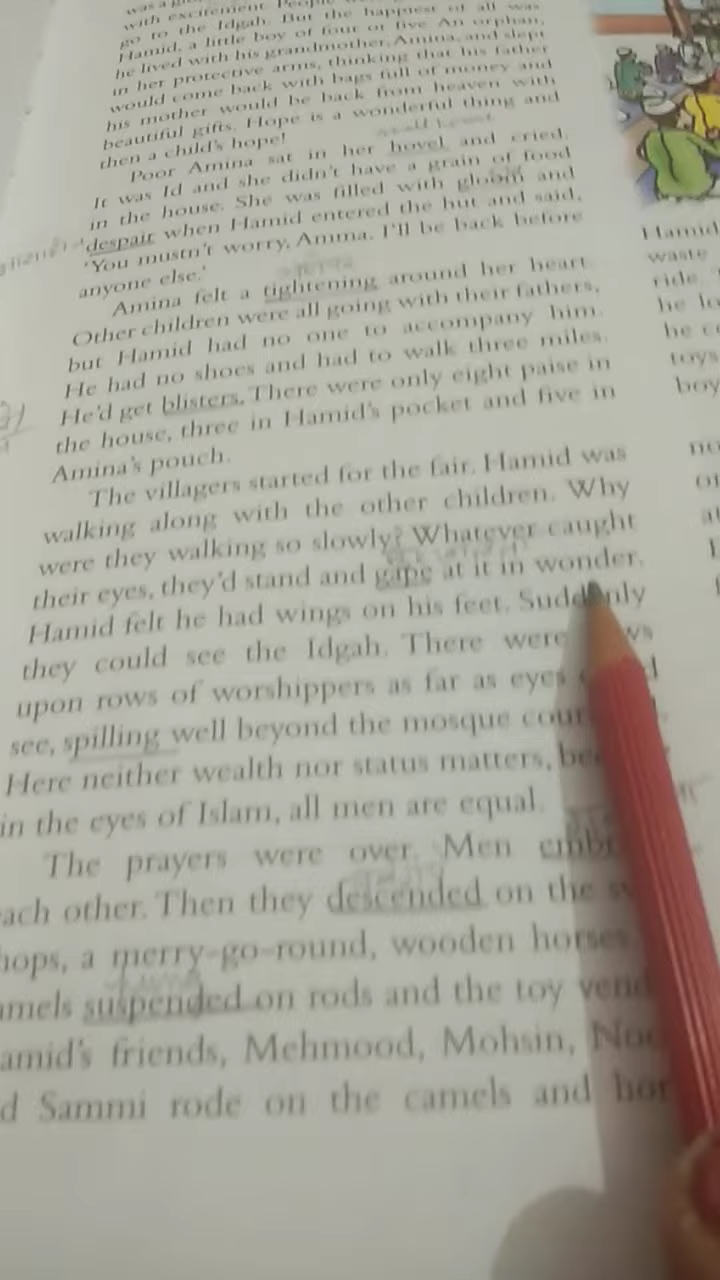 with excitement. People
go to the Idgah. But the happiest of all was
Hamid, a little boy of four or five. An orphan,
he lived with his grandmother, Amina, and slept
in her protective arms, thinking that his father
would come back with bags full of money and
his mother would be back from heaven with
beautiful gifts. Hope is a wonderful thing and
then a child's hope!
Poor Amina sat in her hovel and cried.
It was Id and she didn't have a grain of food
in the house. She was filled with gloom and
despair when Hamid entered the hut and said,
'You mustn't worry, Amma. I'll be back before
anyone else.'
Amina felt a tightening around her heart.
Other children were all going with their fathers,
but Hamid had no one to accompany him.
He had no shoes and had to walk three miles.
He'd get blisters. There were only eight paise in
the house, three in Hamid's pocket and five in
Amina's pouch.
The villagers started for the fair. Hamid was
walking along with the other children. Why
were they walking so slowly? Whatever caught
their eyes, they'd stand and gape at it in wonder.
Hamid felt he had wings on his feet. Suddenly
they could see the Idgah. There were
upon rows of worshippers as far as eyes
see, spilling well beyond the mosque
Here neither wealth nor status matters,
in the eyes of Islam, all men are equal.
The prayers were over. Men
each other. Then they descended on the
hops, a merry-go-round, wooden horses
amels suspended on rods and the toy
amid's friends, Mehmood, Mohsin,
d Sammi rode on the camels and
Hamid
waste
ride.
he lo
he c
toys
boy